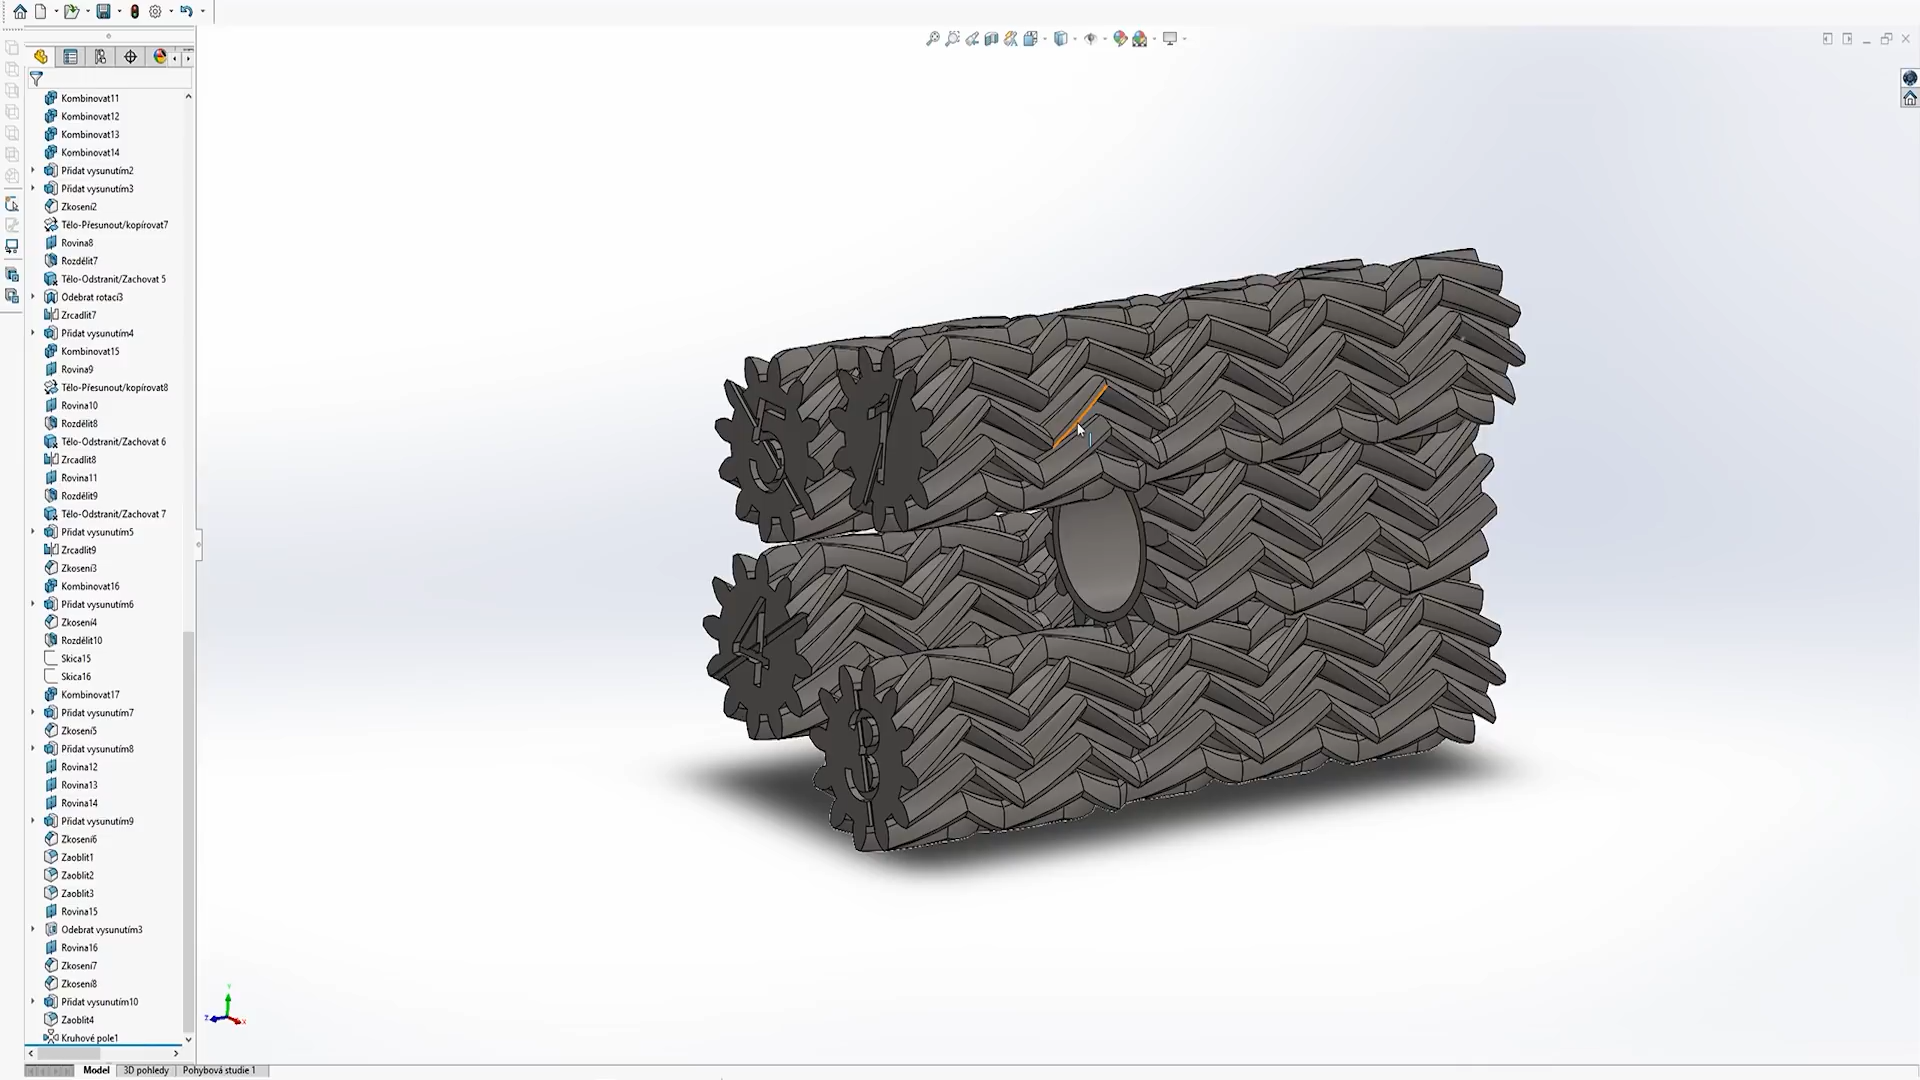 Kombinovat11
Kombinovat12
Kombinovat13
Kombinovat14
Přidat vysunutím2
Přidat vysunutím3
Zkosení2
Tělo-Přesunout/kopírovat7
Rovina8
Rozdělit7
Tělo-Odstranit/Zachovat 5
Odebrat rotací3
Zrcadlit7
Přidat vysunutím4
Kombinovat15
Rovina9
Tělo-Přesunout/kopírovat8
Rovina10
Rozdělit8
Tělo-Odstranit/Zachovat 6
Zrcadlit8
Rovina11
Rozdělit9
Tělo-Odstranit/Zachovat 7
Přidat vysunutím5
Zrcadlit9
Zkosení3
Kombinovat16
Přidat vysunutím6
Zkosení4
Rozdělit10
Skica15
Skica16
Kombinovat17
Přidat vysunutím7
Zkosení5
Přidat vysunutím8
Rovina12
Rovina13
Rovina14
Přidat vysunutím9
Zkosení6
Zaoblit1
Zaoblit2
Zaoblit3
Rovina15
Odebrat vysunutím3
Rovina16
Zkosení7
Zkosení8
Přidat vysunutím10
Zaoblit4
Kruhové pole1
Model 3D pohledy Pohybová studie 1
5 1
4
3
Y
Z X